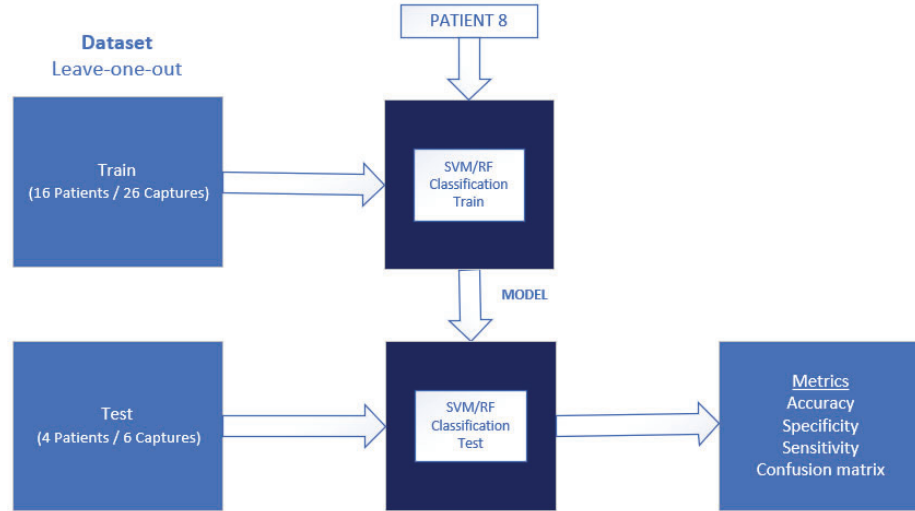 PATIENT 8
Dataset
Leave-one-out
Train
(16 Patients / 26 Captures)
SVM/RF
Classification
Train
MODEL
Test
(4 Patients / 6 Captures)
SVM/RF
Classification
Test
Metrics
Accuracy
Specificity
Sensitivity
Confusion matrix